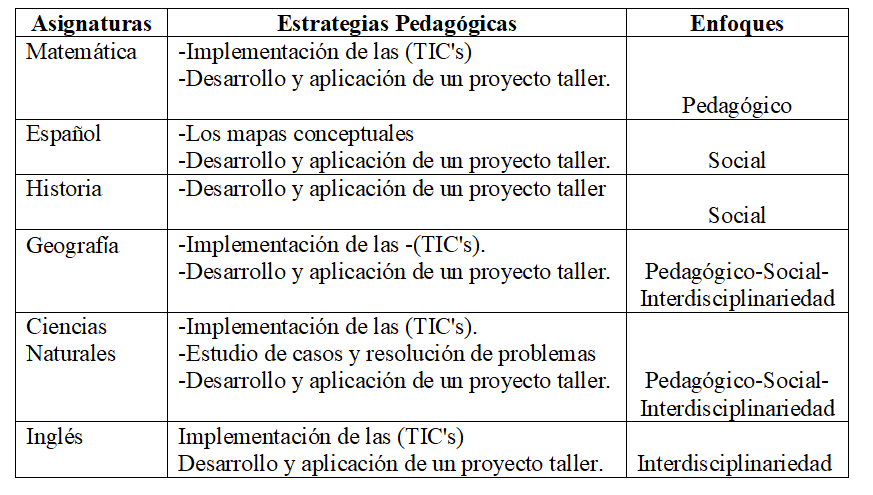 Asignaturas Estrategias Pedagógicas Enfoques
Matemática -Implementación de las (TIC's)
-Desarrollo y aplicación de un proyecto taller.
Pedagógico
Español -Los mapas conceptuales
-Desarrollo y aplicación de un proyecto taller. Social
Historia -Desarrollo y aplicación de un proyecto taller
Social
Geografía -Implementación de las -(TIC's).
-Desarrollo y aplicación de un proyecto taller. Pedagógico-Social-
Interdisciplinariedad
Ciencias -Implementación de las (TIC's).
Naturales -Estudio de casos y resolución de problemas
-Desarrollo y aplicación de un proyecto taller. Pedagógico-Social-
Interdisciplinariedad
Inglés Implementación de las (TIC's)
Desarrollo y aplicación de un proyecto taller. Interdisciplinariedad